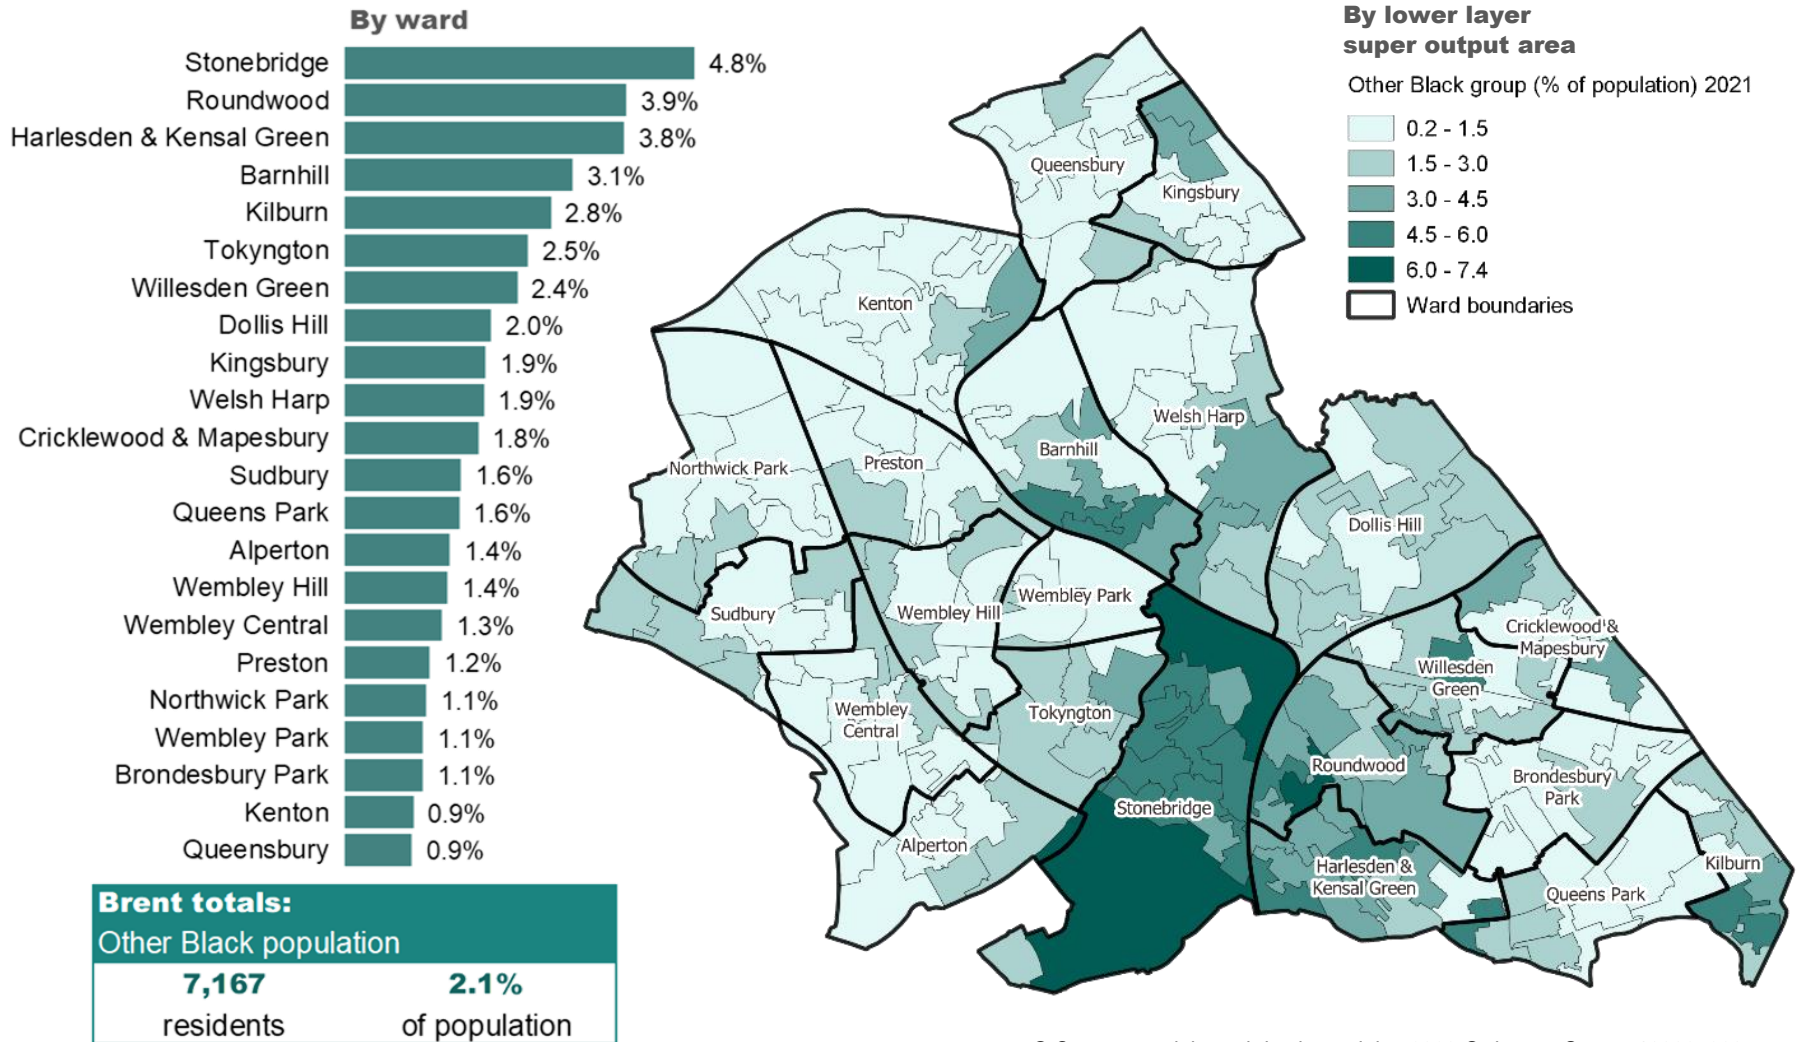 By ward
Stonebridge 4.8%
Roundwood 3.9%
Harlesden & Kensal Green 3.8%
Barnhill 3.1%
Kilburn 2.8%
Tokyngton 2.5%
Willesden Green 2.4%
Dollis Hill 2.0%
Kingsbury 1.9%
Welsh Harp 1.9%
Cricklewood & Mapesbury 1.8%
Sudbury 1.6%
Queens Park 1.6%
Alperton 1.4%
Wembley Hill 1.4%
Wembley Central 1.3%
Preston 1.2%
Northwick Park 1.1%
Wembley Park 1.1%
Brondesbury Park 1.1%
Kenton 0.9%
Queensbury 0.9%
Brent totals:
Other Black population
7,167 2.1%
residents of population
By lower layer
super output area
Other Black group (% of population) 2021
0.2 - 1.5
1.5 - 3.0
3.0 - 4.5
4.5 - 6.0
6.0 - 7.4
Ward boundaries
Queensbury
Kingsbury
Kenton
Welsh Harp
Barnhill
Northwick Park
Preston
Dollis Hill
Wembley Park
Sudbury
Wembley Hill
Cricklewood &
Mapesbury
Willesden
Green
Wembley
Central
Tokyngton
Roundwood
Brondesbury
Park
Stonebridge
Alperton
Harlesden &
Kensal Green
Queens Park
Kilburn